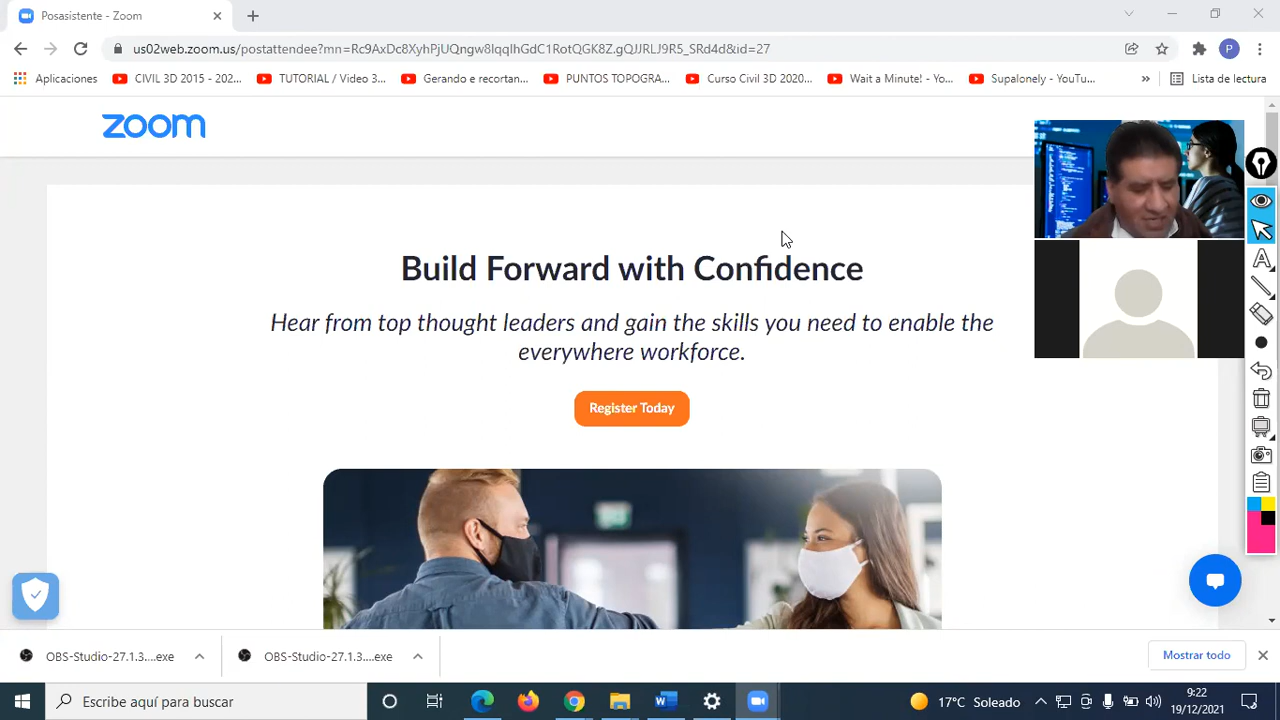 Posasistente - Zoom
us02web.zoom.us/postattendee?mn=Rc9AxDc8XyhPjUQngw8lqqIhGdC1RotQGK8Z.gQJJRLJ9R5_SRd4d&id=27
P
Aplicaciones
CIVIL 3D 2015 - 202...
TUTORIAL / Video 3...
Gerando e recortan...
PUNTOS TOPOGRA...
Curso Civil 3D 2020...
Wait a Minute! - Yo...
Supalonely - YouTu...
»
Lista de lectura
zoom
Build Forward with Confidence
Hear from top thought leaders and gain the skills you need to enable the
everywhere workforce.
Register Today
OBS-Studio-27.1.3....exe
OBS-Studio-27.1.3....exe
Mostrar todo
Escribe aquí para buscar
17°C Soleado
9:22
19/12/2021